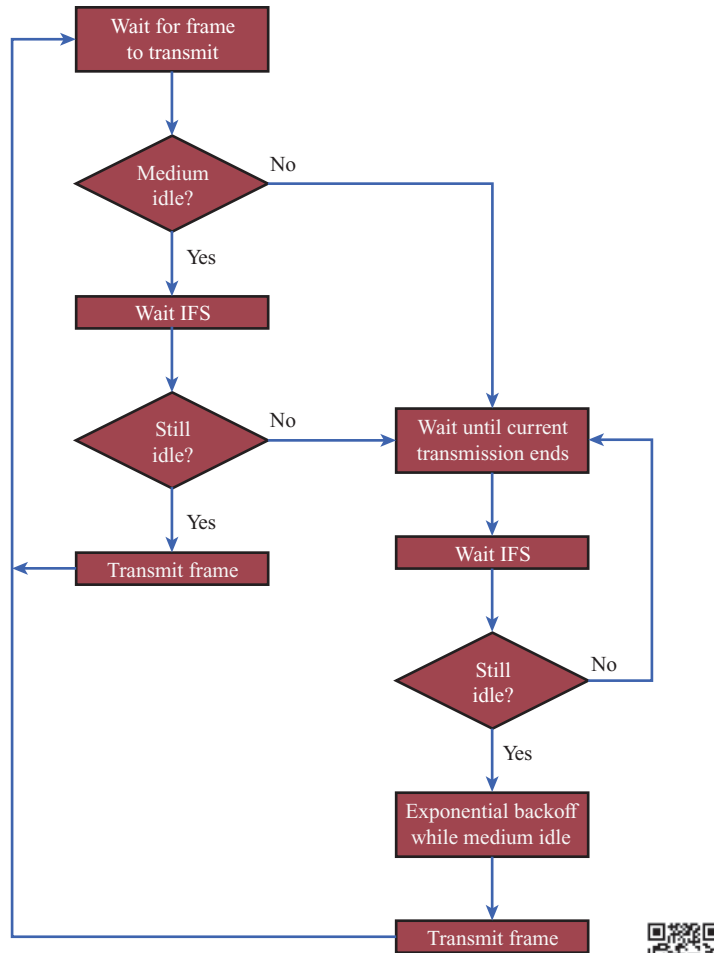 Wait for frame
to transmit
Medium
idle?
No
Yes
Wait IFS
Still
idle?
No
Yes
Transmit frame
Wait until current
transmission ends
Wait IFS
Still
idle?
No
Yes
Exponential backoff
while medium idle
Transmit frame